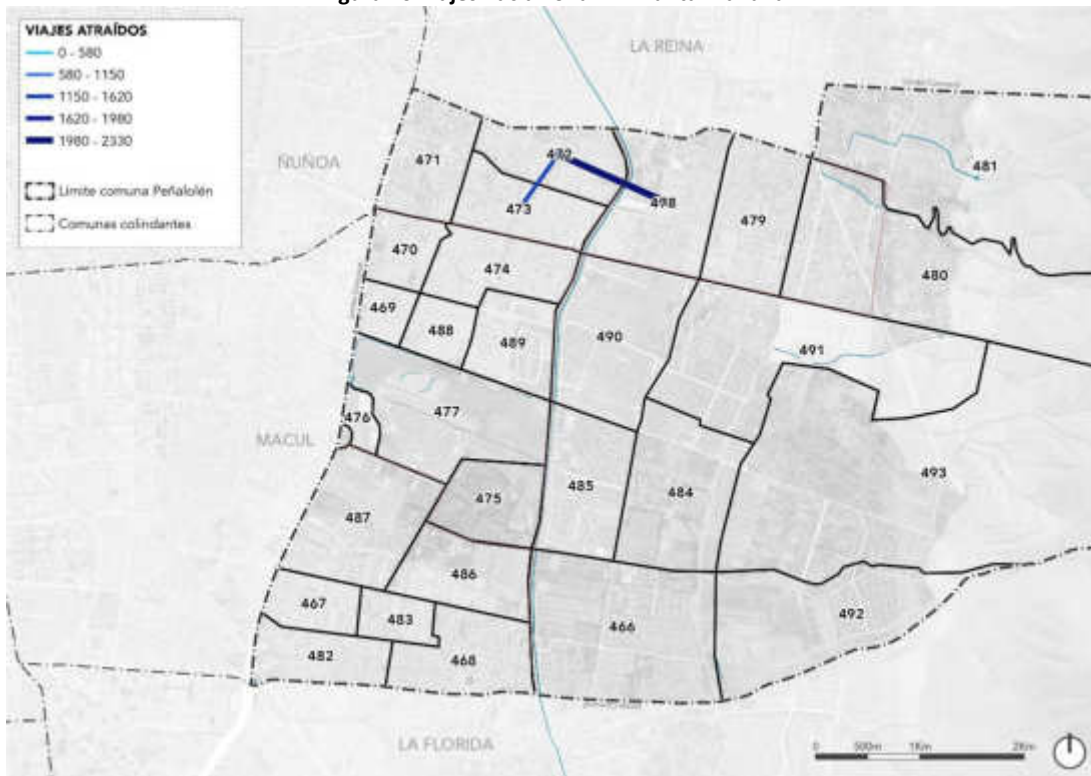 VIAJES ATRAÍDOS
0 - 580
580 - 1150
1150 - 1620
1620 - 1980
1980 - 2330
Límite comuna Peñalolén
Comunas colindantes
LA REINA
ÑUÑOA
MACUL
LA FLORIDA
471
472
473
478
479
481
480
470
474
469
488
489
490
491
477
476
475
485
484
493
487
486
467
483
466
492
482
468
0 500m 1Km 2Km